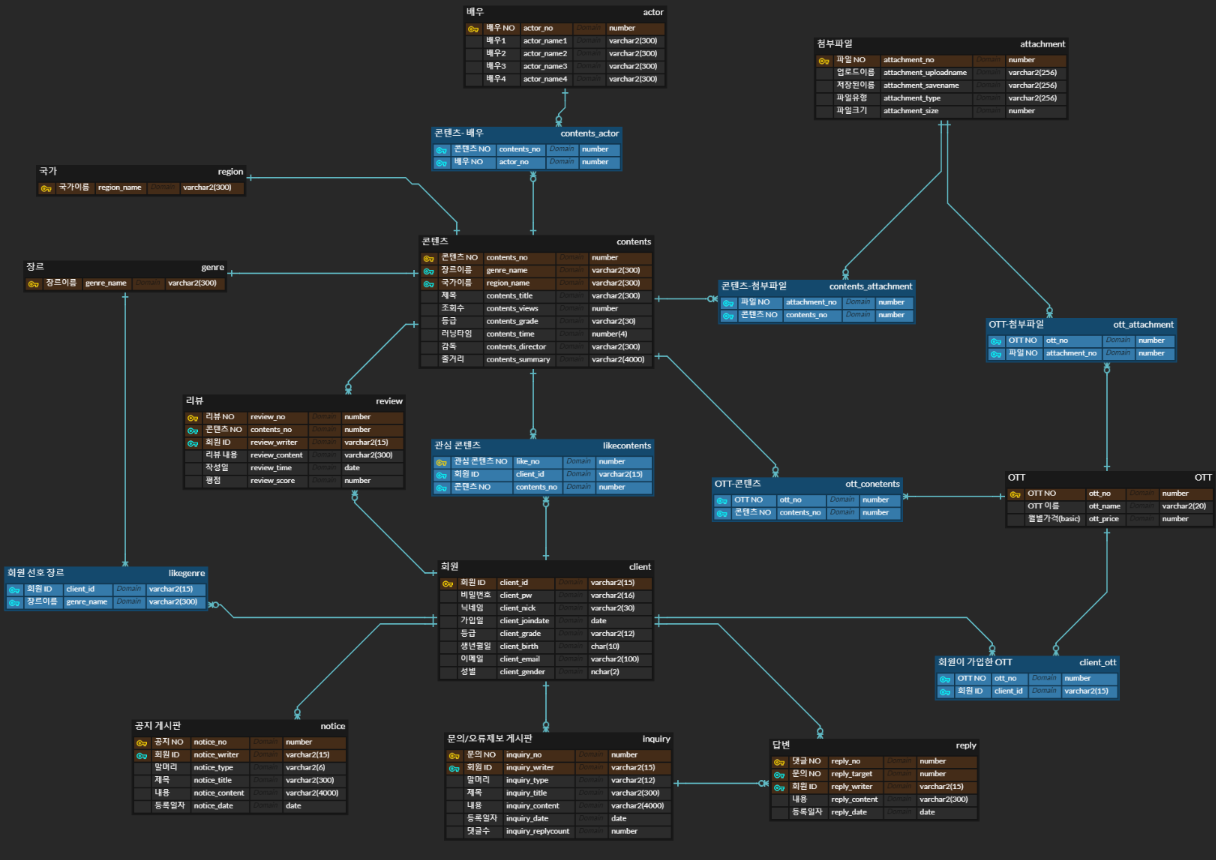 배우 actor
배우 NO actor_no Domain number
배우1 actor_name1 Domain varchar2(300)
배우2 actor_name2 Domain varchar2(300)
배우3 actor_name3 Domain varchar2(300)
배우4 actor_name4 Domain varchar2(300)
첨부파일 attachment
파일 NO attachment_no Domain number
업로드이름 attachment_uploadname Domain varchar2(256)
저장된이름 attachment_savename Domain varchar2(256)
파일유형 attachment_type Domain varchar2(256)
파일크기 attachment_size Domain number
콘텐츠- 배우 contents_actor
콘텐츠 NO contents_no Domain number
배우 NO actor_no Domain number
국가 region
국가이름 region_name Domain varchar2(300)
장르 genre
장르이름 genre_name Domain varchar2(300)
콘텐츠 contents
콘텐츠 NO contents_no Domain number
장르이름 genre_name Domain varchar2(300)
국가이름 region_name Domain varchar2(300)
제목 contents_title Domain varchar2(300)
조회수 contents_views Domain number
등급 contents_grade Domain varchar2(30)
러닝타임 contents_time Domain number(4)
감독 contents_director Domain varchar2(300)
줄거리 contents_summary Domain varchar2(4000)
콘텐츠-첨부파일 contents_attachment
파일 NO attachment_no Domain number
콘텐츠 NO contents_no Domain number
OTT-첨부파일 ott_attachment
OTT NO ott_no Domain number
파일 NO attachment_no Domain number
리뷰 review
리뷰 NO review_no Domain number
콘텐츠 NO contents_no Domain number
회원 ID review_writer Domain varchar2(15)
리뷰 내용 review_content Domain varchar2(300)
작성일 review_time Domain date
평점 review_score Domain number
관심 콘텐츠 likecontents
관심 콘텐츠 NO like_no Domain number
회원 ID client_id Domain varchar2(15)
콘텐츠 NO contents_no Domain number
OTT-콘텐츠 ott_conetents
OTT NO ott_no Domain number
콘텐츠 NO contents_no Domain number
OTT OTT
OTT NO ott_no Domain number
OTT 이름 ott_name Domain varchar2(20)
월별가격(basic) ott_price Domain number
회원 선호 장르 likegenre
회원 ID client_id Domain varchar2(15)
장르이름 genre_name Domain varchar2(300)
회원 client
회원 ID client_id Domain varchar2(15)
비밀번호 client_pw Domain varchar2(16)
닉네임 client_nick Domain varchar2(30)
가입일 client_joindate Domain date
등급 client_grade Domain varchar2(12)
생년월일 client_birth Domain char(10)
이메일 client_email Domain varchar2(100)
성별 client_gender Domain nchar(2)
회원이 가입한 OTT client_ott
OTT NO ott_no Domain number
회원 ID client_id Domain varchar2(15)
공지 게시판 notice
공지 NO notice_no Domain number
회원 ID notice_writer Domain varchar2(15)
말머리 notice_type Domain varchar2(6)
제목 notice_title Domain varchar2(300)
내용 notice_content Domain varchar2(4000)
등록일자 notice_date Domain date
문의/오류제보 게시판 inquiry
문의 NO inquiry_no Domain number
회원 ID inquiry_writer Domain varchar2(15)
말머리 inquiry_type Domain varchar2(12)
제목 inquiry_title Domain varchar2(300)
내용 inquiry_content Domain varchar2(4000)
등록일자 inquiry_date Domain date
댓글수 inquiry_replycount Domain number
답변 reply
댓글 NO reply_no Domain number
문의 NO reply_target Domain number
회원 ID reply_writer Domain varchar2(15)
내용 reply_content Domain varchar2(300)
등록일자 reply_date Domain date